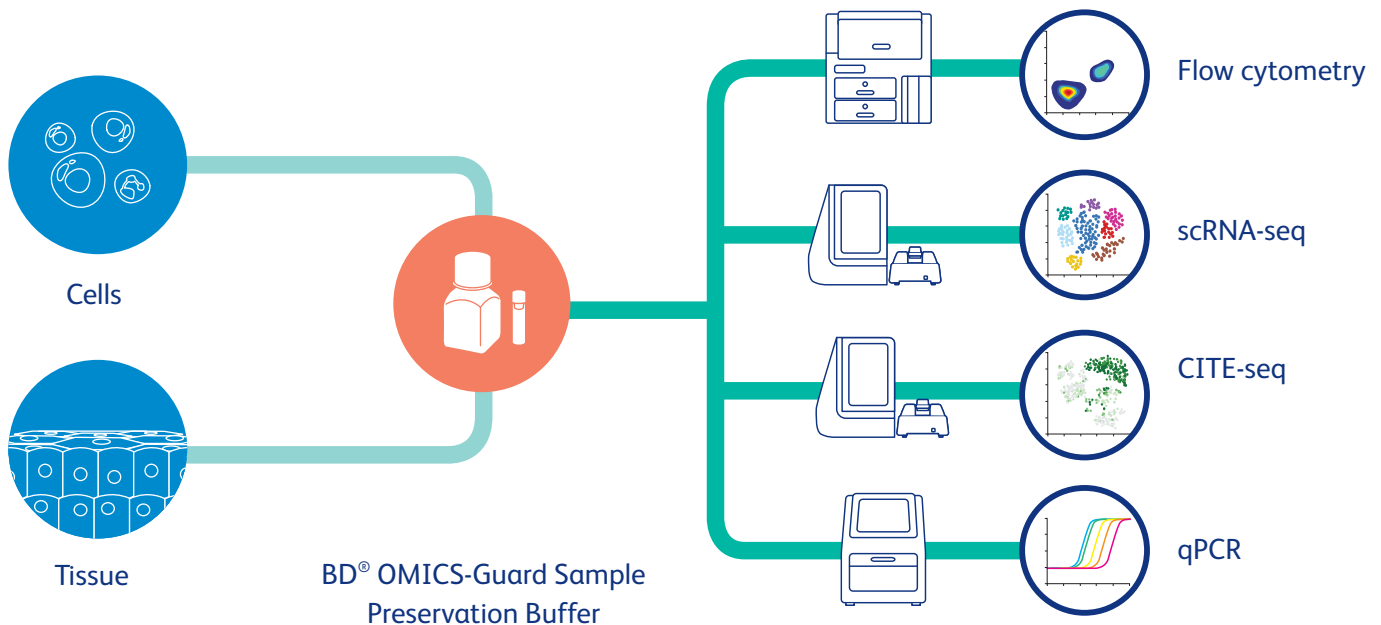 Cells
Tissue
BD® OMICS-Guard Sample
Preservation Buffer
Flow cytometry
scRNA-seq
CITE-seq
qPCR